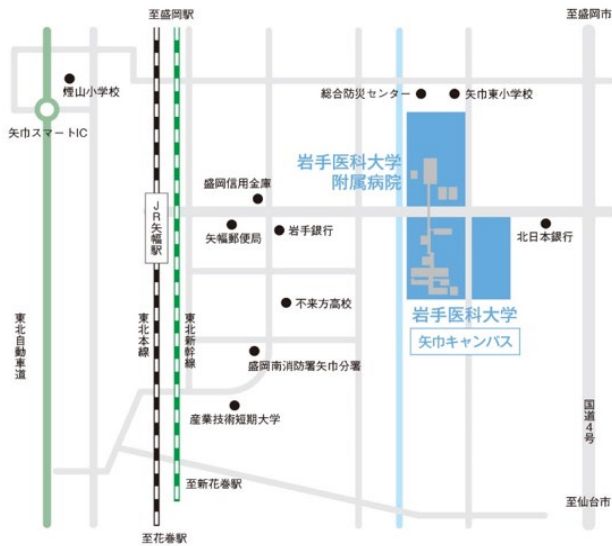 至盛岡駅
至盛岡市
煙山小学校
総合防災センター
矢巾東小学校
矢巾スマートIC
岩手医科大学
附属病院
盛岡信用金庫
JR矢幅駅
矢幅郵便局
岩手銀行
北日本銀行
不来方高校
岩手医科大学
矢巾キャンパス
東北自動車道
東北本線
東北新幹線
盛岡南消防署矢巾分署
産業技術短期大学
国道4号
至新花巻駅
至仙台市
至花巻駅